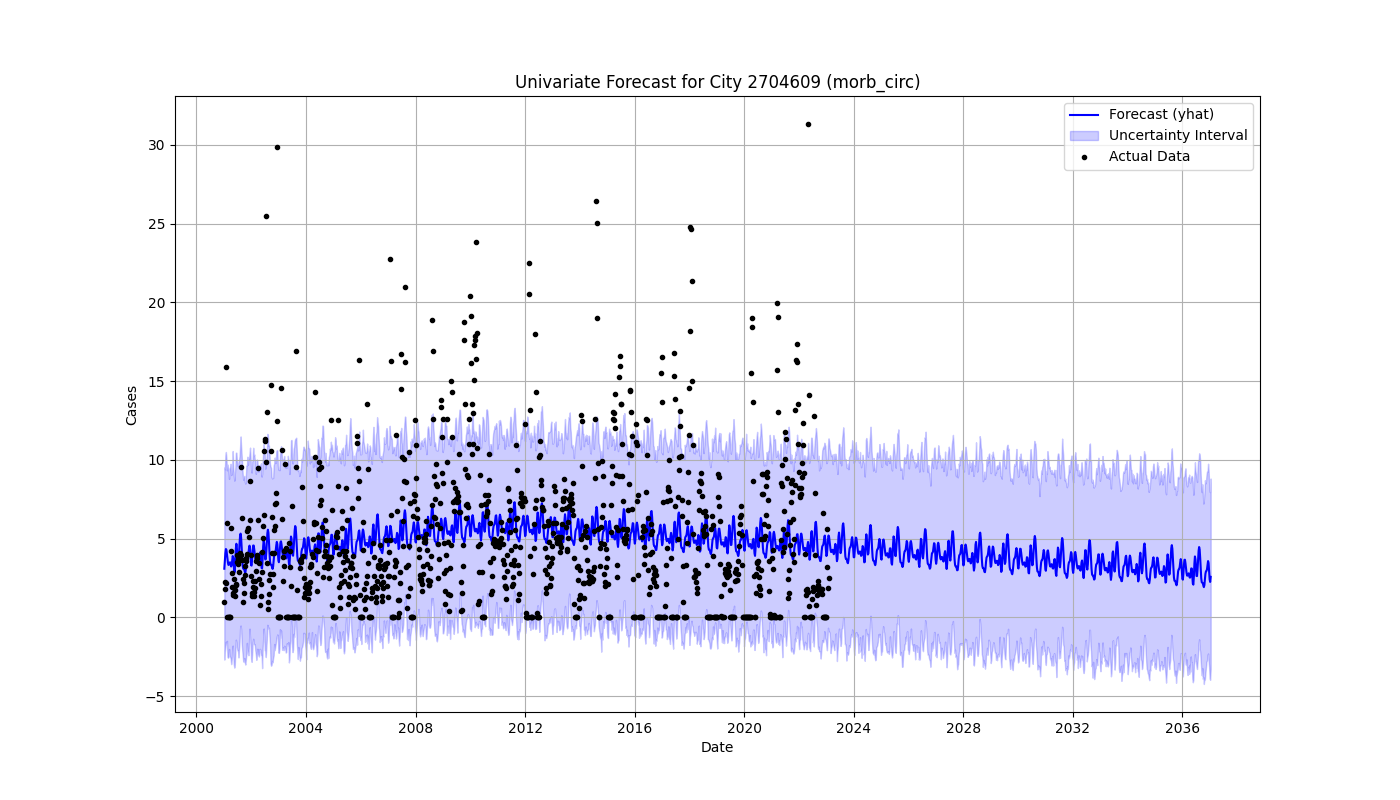 Univariate Forecast for City 2704609 (morb_circ)
Forecast (yhat)
Uncertainty Interval
Actual Data
Cases
30
25
20
15
10
5
0
−5
2000 2004 2008 2012 2016 2020 2024 2028 2032 2036
Date